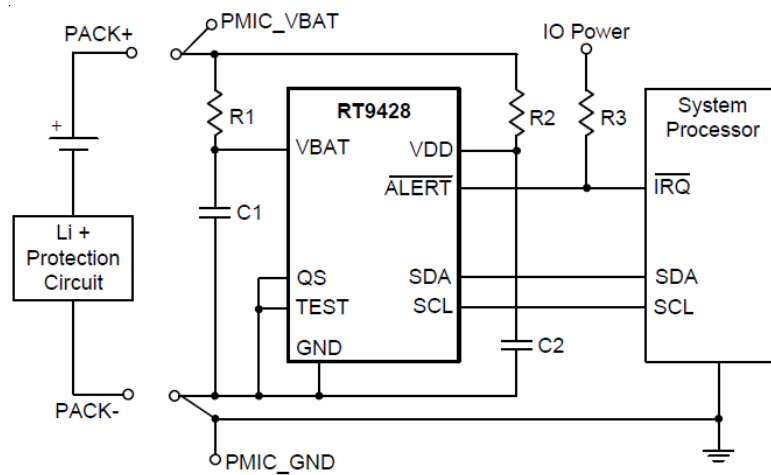 PMIC_VBAT
PACK+
IO Power
R1
RT9428
R2
R3
System
Processor
VBAT
VDD
ALERT
IRQ
+
C1
Li +
Protection
Circuit
QS
SDA
SDA
TEST
SCL
SCL
GND
C2
PACK-
PMIC_GND